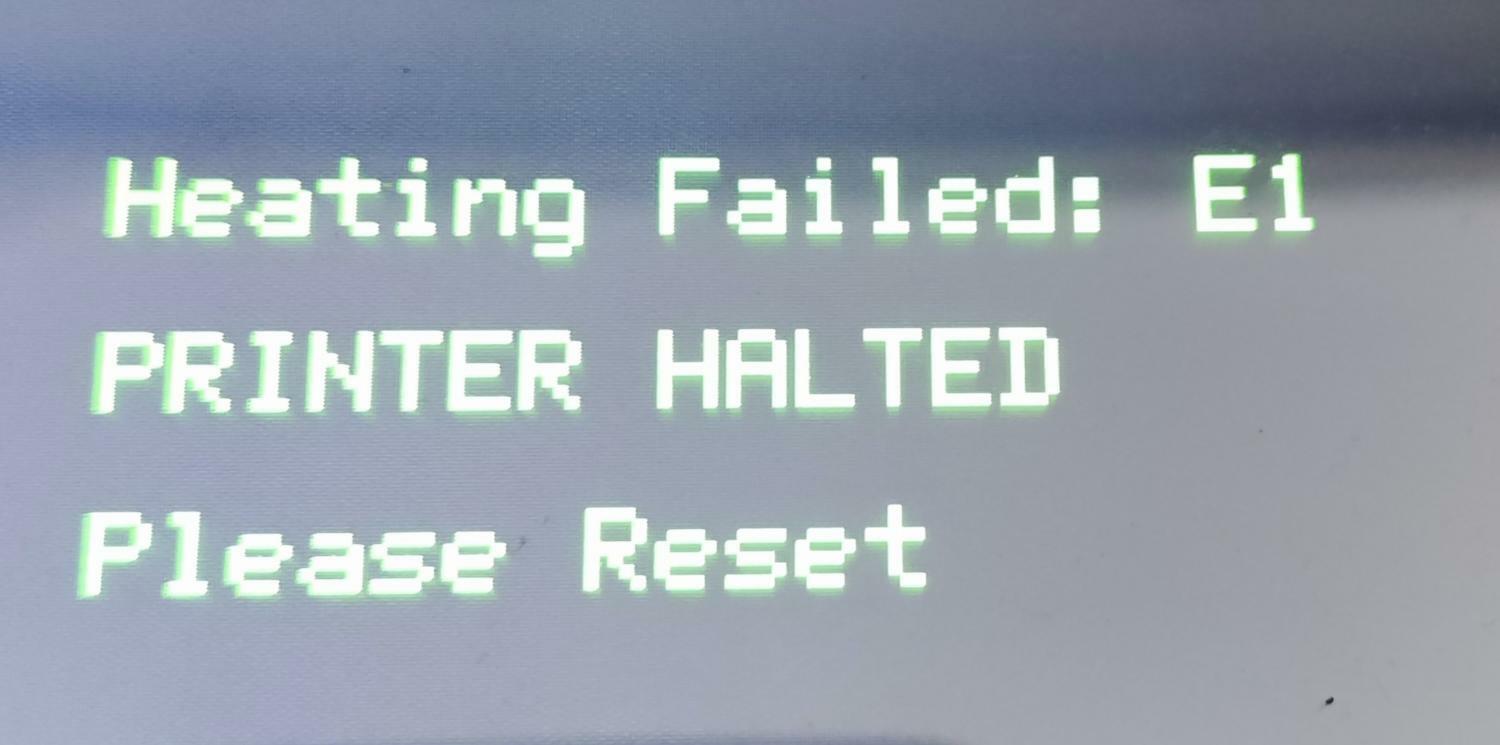 Heating Failed: E1
PRINTER HALTED
Please Reset